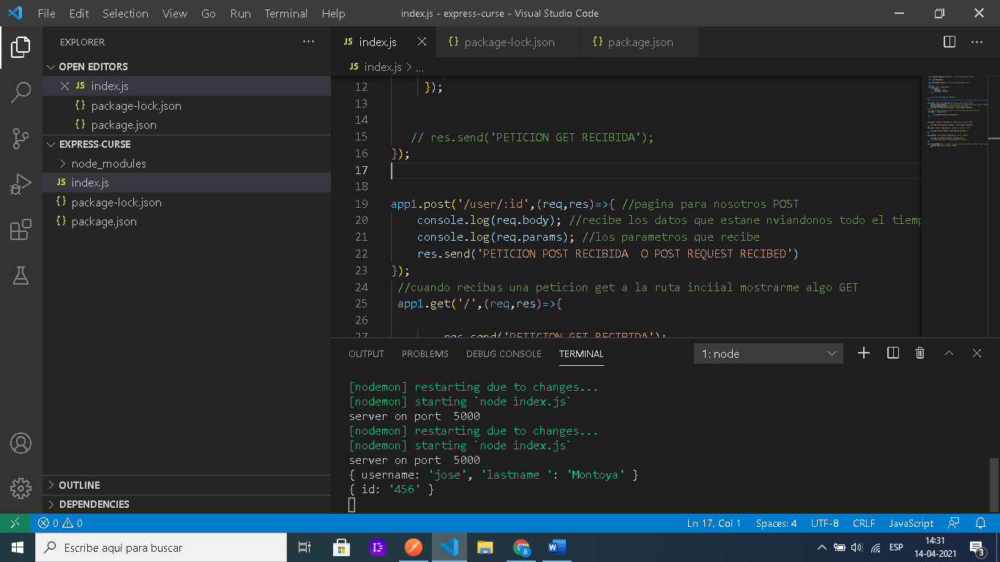 File Edit Selection View Go Run Terminal Help index.js - express-curse - Visual Studio Code
EXPLORER
OPEN EDITORS
JS index.js
{} package-lock.json
{} package.json
EXPRESS-CURSE
node_modules
JS index.js
{} package-lock.json
{} package.json
OUTLINE
DEPENDENCIES
JS index.js {} package-lock.json {} package.json
JS index.js > ...
12 });
13
14
15 // res.send('PETICION GET RECIBIDA');
16 });
17
18
19 app1.post('/user/:id',(req,res)=>{ //pagina para nosotros POST
20 console.log(req.body); //recibe los datos que estane nviandonos todo el tiemp
21 console.log(req.params); //los parametros que recibe
22 res.send('PETICION POST RECIBIDA  O POST REQUEST RECIBED')
23 });
24 //cuando recibas una peticion get a la ruta inciial mostrarme algo GET
25 app1.get('/',(req,res)=>{
26
27 res.send('PETICION GET RECIBIDA');
OUTPUT PROBLEMS DEBUG CONSOLE TERMINAL 1: node
[nodemon] restarting due to changes...
[nodemon] starting `node index.js`
server on port  5000
[nodemon] restarting due to changes...
[nodemon] starting `node index.js`
server on port  5000
{ username: 'jose', 'lastname ': 'Montoya' }
{ id: '456' }
0 0 Ln 17, Col 1 Spaces: 4 UTF-8 CRLF JavaScript
Escribe aquí para buscar
ESP
14:31
14-04-2021
3